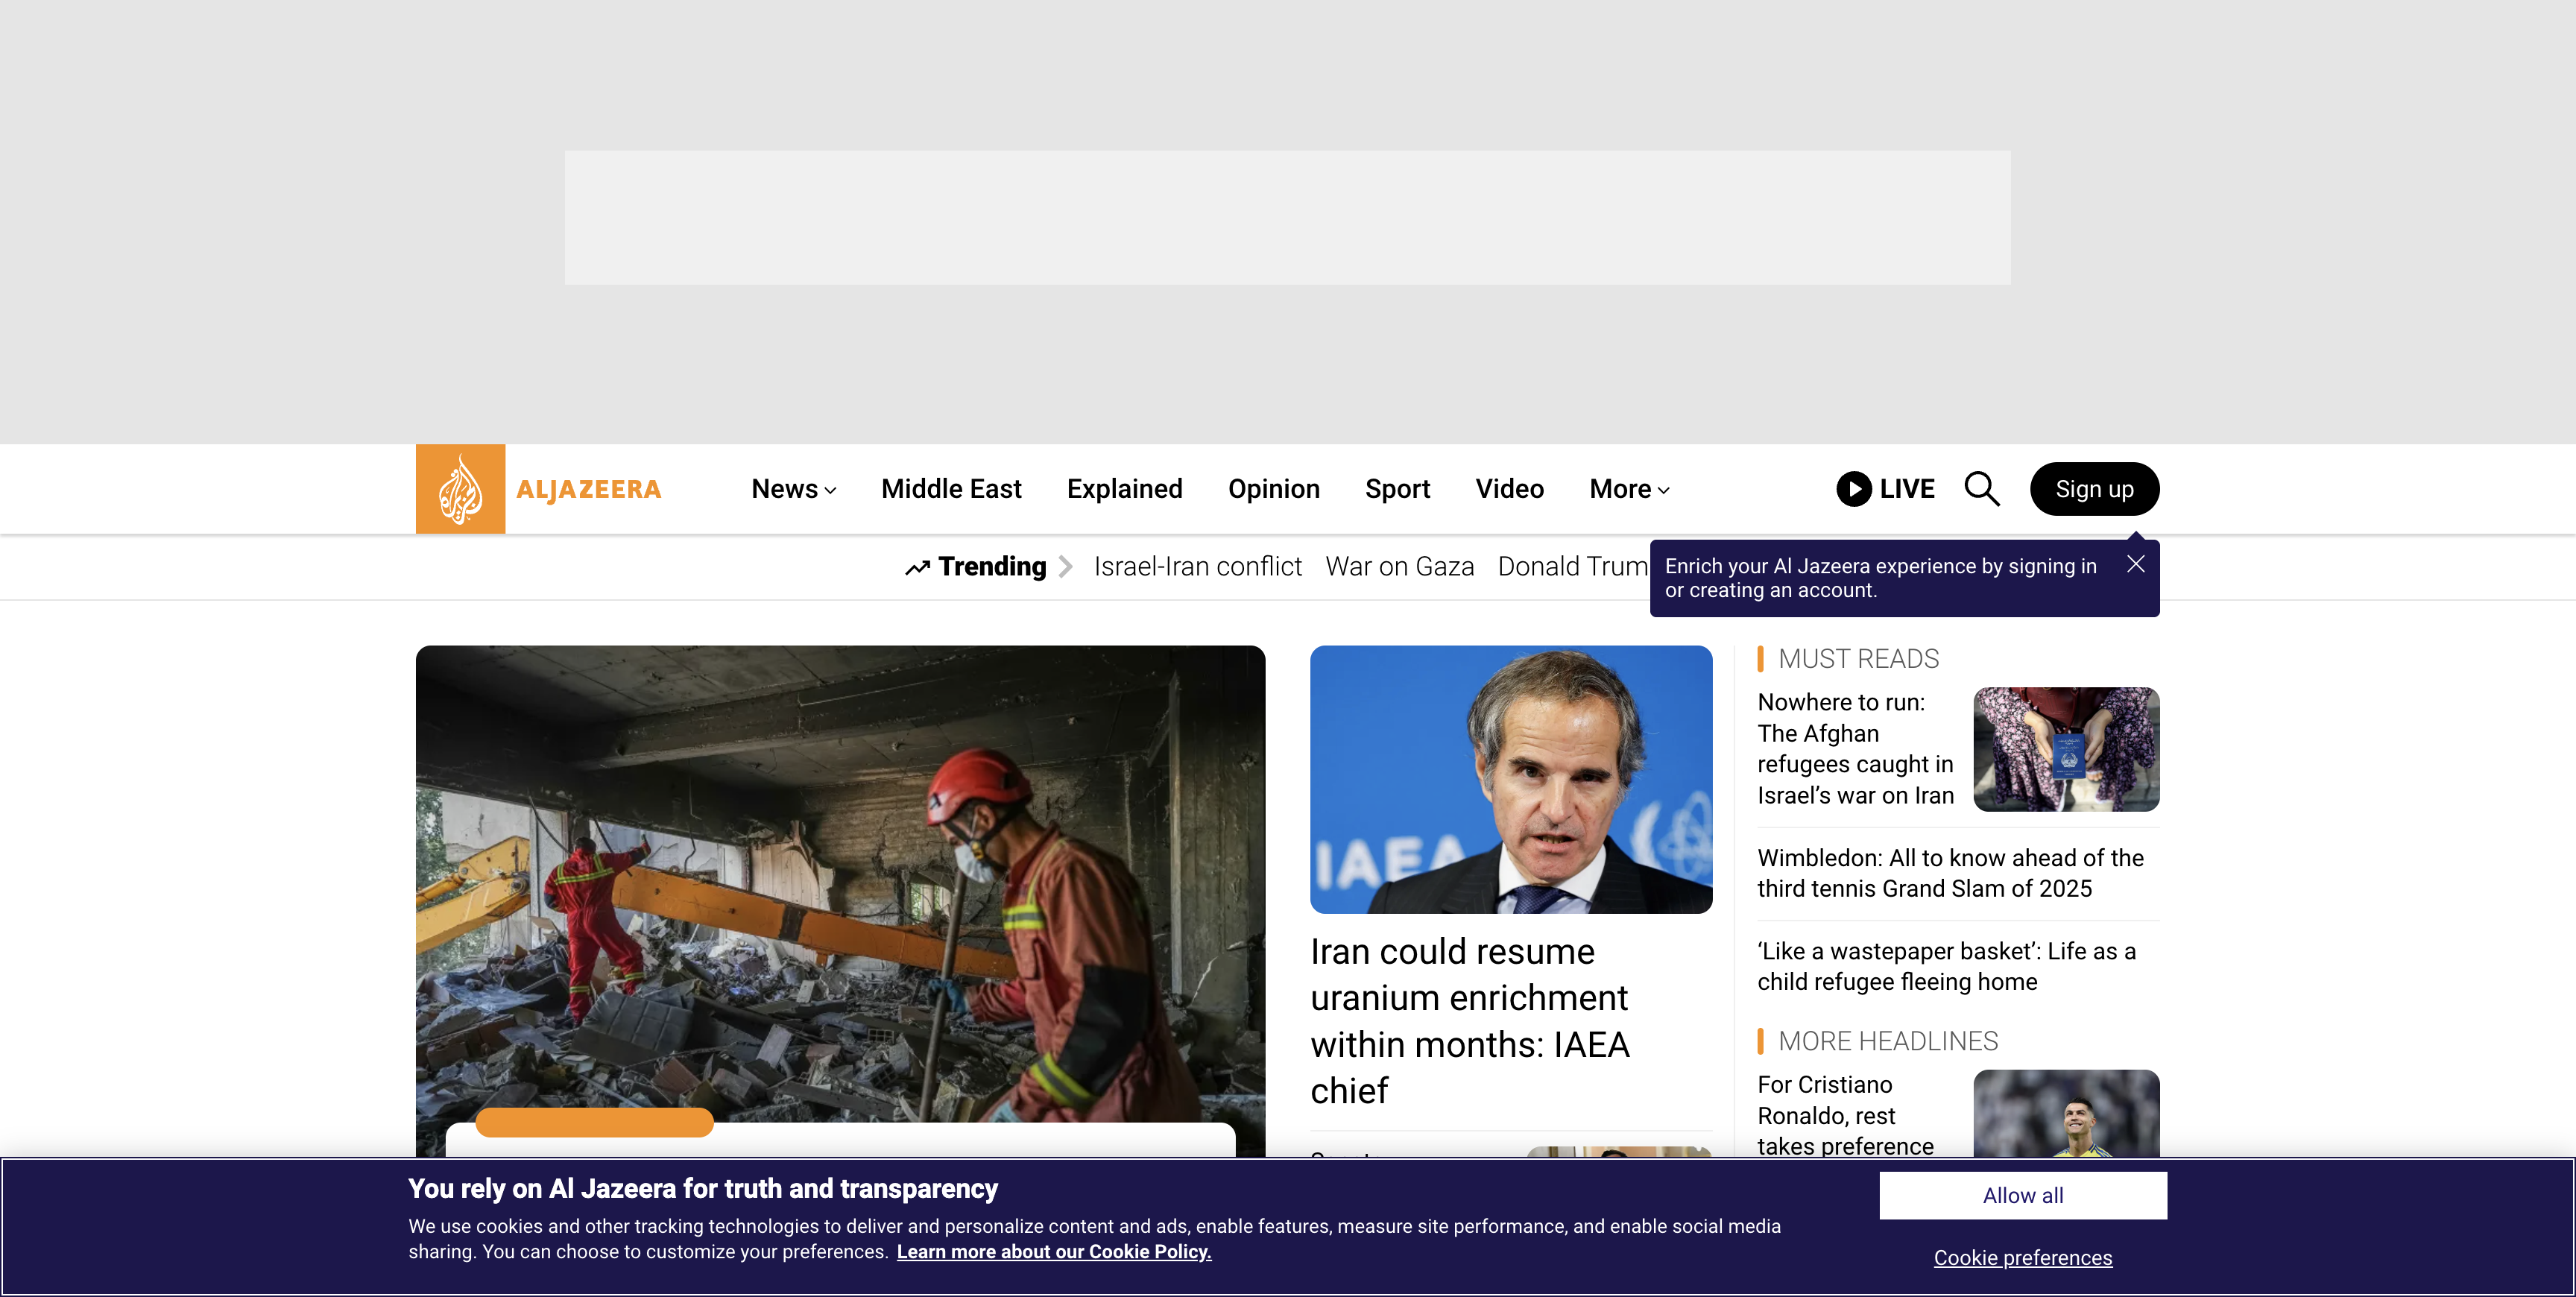 ALJAZEERA
News
Middle East
Explained
Opinion
Sport
Video
More
LIVE
Sign up
Trending
Israel-Iran conflict
War on Gaza
Donald Trum
Enrich your Al Jazeera experience by signing in
or creating an account.
IAEA
Iran could resume
uranium enrichment
within months: IAEA
chief
MUST READS
Nowhere to run:
The Afghan
refugees caught in
Israel’s war on Iran
Wimbledon: All to know ahead of the
third tennis Grand Slam of 2025
‘Like a wastepaper basket’: Life as a
child refugee fleeing home
MORE HEADLINES
For Cristiano
Ronaldo, rest
takes preference
You rely on Al Jazeera for truth and transparency
We use cookies and other tracking technologies to deliver and personalize content and ads, enable features, measure site performance, and enable social media
sharing. You can choose to customize your preferences. Learn more about our Cookie Policy.
Allow all
Cookie preferences